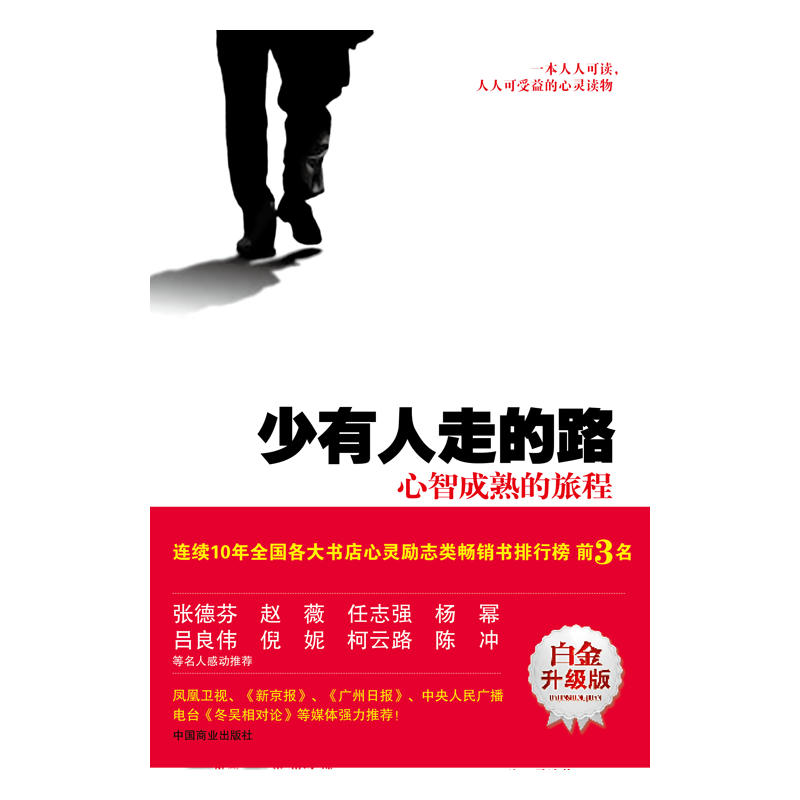 一本人人可读，
人人可受益的心灵读物
少有人走的路
心智成熟的旅程
连续10年全国各大书店心灵励志类畅销书排行榜 前3名
张德芬 赵 薇 任志强 杨 幂
吕良伟 倪 妮 柯云路 陈 冲
等名人感动推荐
白金
升级版
凤凰卫视、《新京报》、《广州日报》、中央人民广播
电台《冬吴相对论》等媒体强力推荐！
中国商业出版社